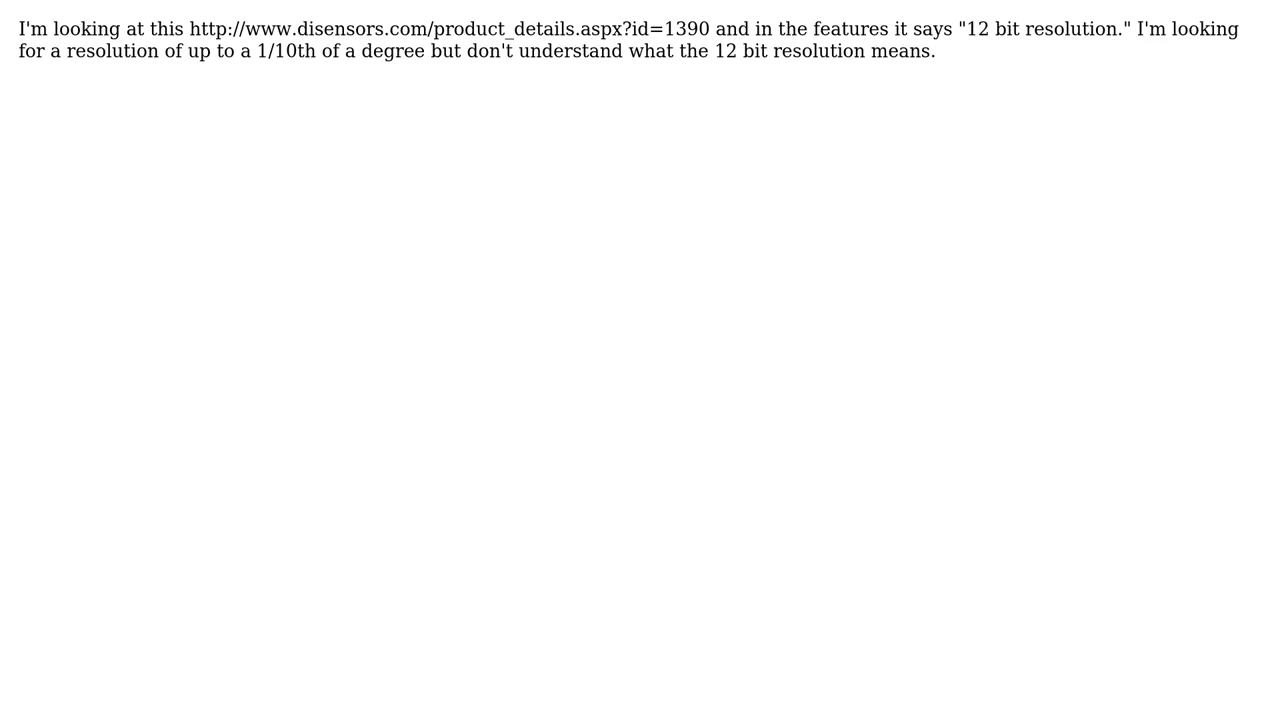 I'm looking at this http://www.disensors.com/product_details.aspx?id=1390 and in the features it says "12 bit resolution." I'm looking
for a resolution of up to a 1/10th of a degree but don't understand what the 12 bit resolution means.